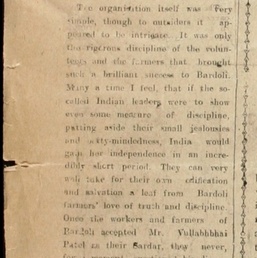 organisation itself was very
simple, though to outsiders it ap-
peared to be intricate. It was only
the rigorous discipline of the volun-
teers and the farmers that brought
such a brilliant success to Bardoli.
Many a time I feel, that if the so-
called Indian leaders were to show
even some measure of discipline,
putting aside their small jealousies
and etty-mindedness, India would
gain her independence in an incre-
dibly short period. They can very
well take for their own edification
and salvation a leaf from Bardoli
farmers' love of truth and discipline.
Once the workers and farmers of
Bardoli accepted Mr. Vullabhbhai
Patel as their Sardar, they never,